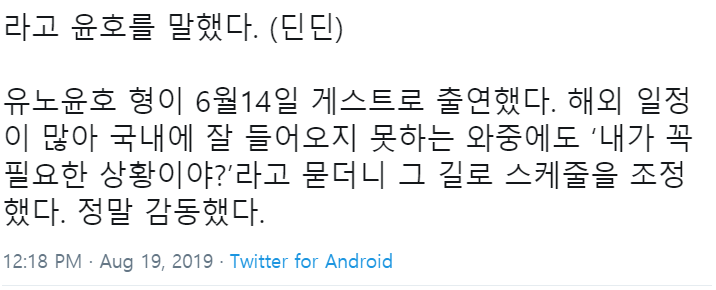 라고 윤호를 말했다. (딘딘)
유노윤호 형이 6월14일 게스트로 출연했다. 해외 일정
이 많아 국내에 잘 들어오지 못하는 와중에도 ‘내가 꼭
필요한 상황이야?’라고 묻더니 그 길로 스케줄을 조정
했다. 정말 감동했다.
12:18 PM · Aug 19, 2019 · Twitter for Android